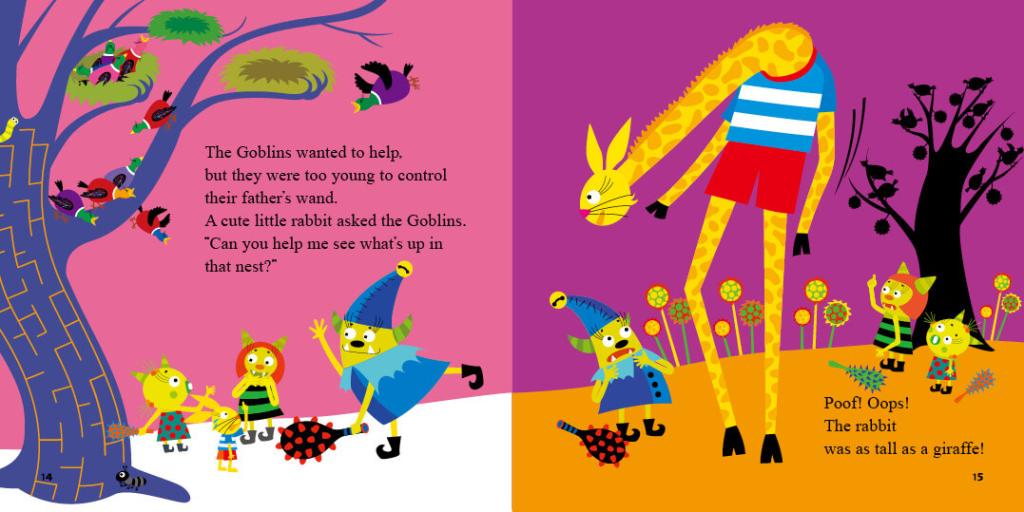 The Goblins wanted to help,
but they were too young to control
their father's wand.
A cute little rabbit asked the Goblins.
"Can you help me see what's up in
that nest?"
14
Poof! Oops!
The rabbit
was as tall as a giraffe!
15